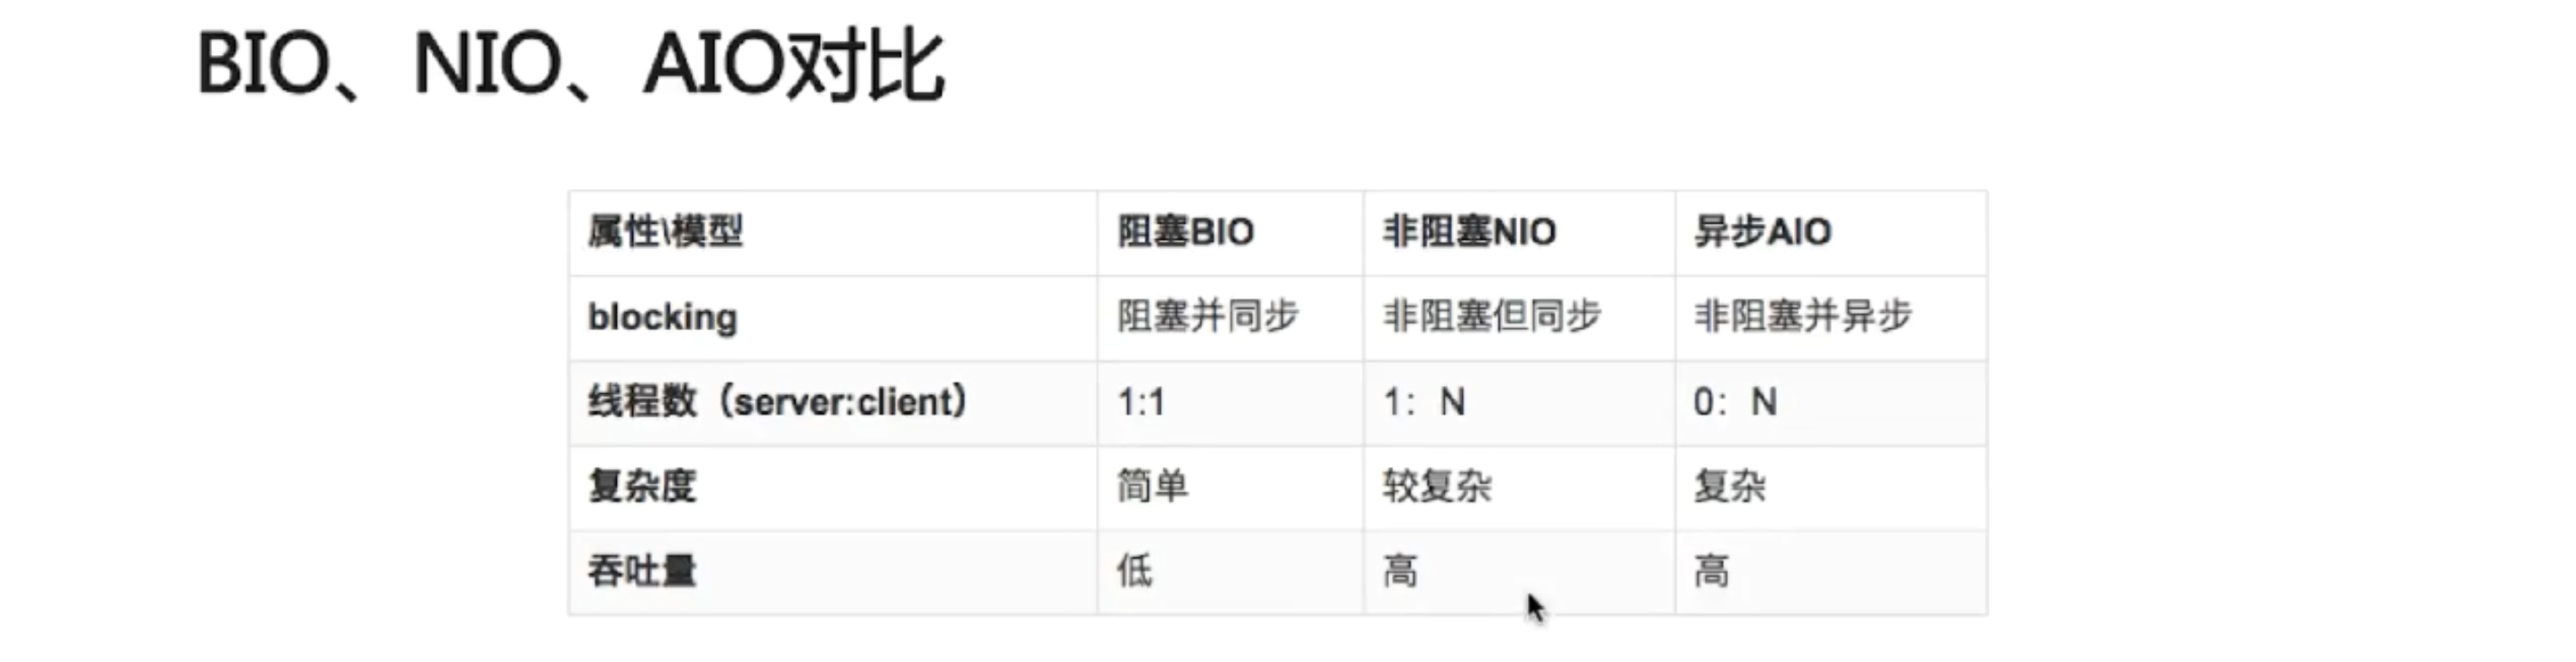 BIO、NIO、AIO对比
属性\模型 阻塞BIO 非阻塞NIO 异步AIO
blocking 阻塞并同步 非阻塞但同步 非阻塞并异步
线程数（server:client） 1:1 1：N 0：N
复杂度 简单 较复杂 复杂
吞吐量 低 高 高